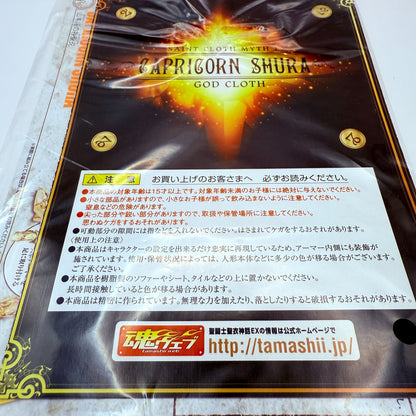 SAINT CLOTH MYTH
CAPRICORN SHURA
GOD CLOTH
注意
お買い上げのお客さまへ 必ずお読みください。
●本商品の対象年齢は15才以上です。対象年齢未満のお子様には絶対に与えないでください。
●小さな部品がありますので、小さなお子様が誤って飲み込まないように注意してください。
窒息などの危険があります。
●尖った部分や鋭い部分がありますので、取扱や保管場所に注意してください。
思わぬケガをするおそれがあります。
●可動部分の隙間には指などを入れないでください。はさまれてケガをするおそれがあります。
〈使用上の注意〉
●本商品はキャラクターの設定を出来るだけ忠実に再現しているため、アーマー内側にも装飾が
施されています。使用・保管状況によっては、人形本体などに多少の色が移る場合がございます。
ご了承ください。
●本商品を樹脂製のソファーやシート、タイルなどの上に置かないでください。
長時間接触していると色が移る場合があります。
●本商品は精密に作られています。無理な力を加えたり、落としたりすると破損するおそれがあります。
魂ウェブ
tamashii web
聖闘士聖衣神話EXの情報は公式ホームページで
http://tamashii.jp/